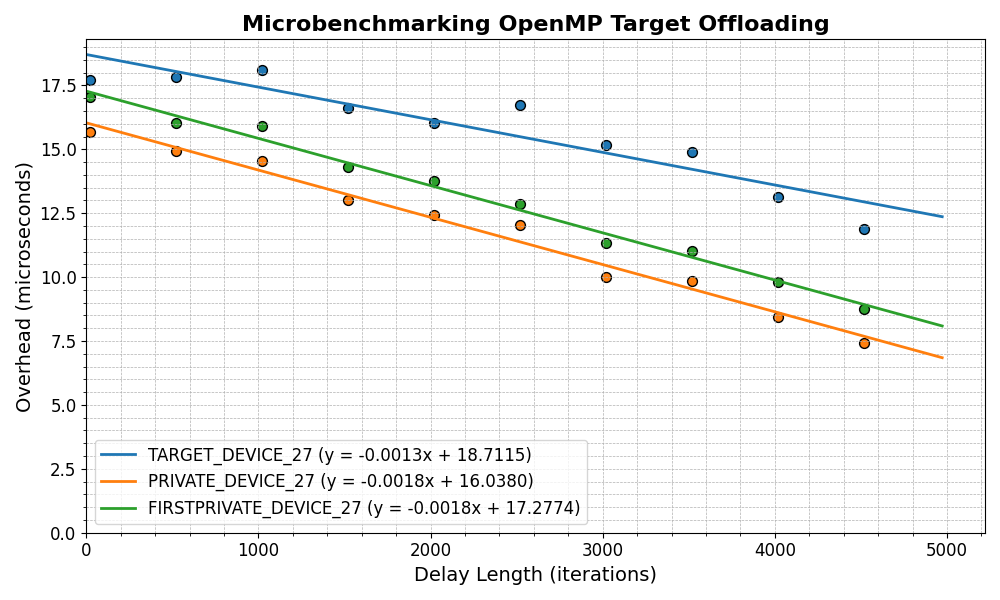 Microbenchmarking OpenMP Target Offloading
Overhead (microseconds)
17.5
15.0
12.5
10.0
7.5
5.0
2.5
0.0
TARGET_DEVICE_27 (y = -0.0013x + 18.7115)
PRIVATE_DEVICE_27 (y = -0.0018x + 16.0380)
FIRSTPRIVATE_DEVICE_27 (y = -0.0018x + 17.2774)
0 1000 2000 3000 4000 5000
Delay Length (iterations)